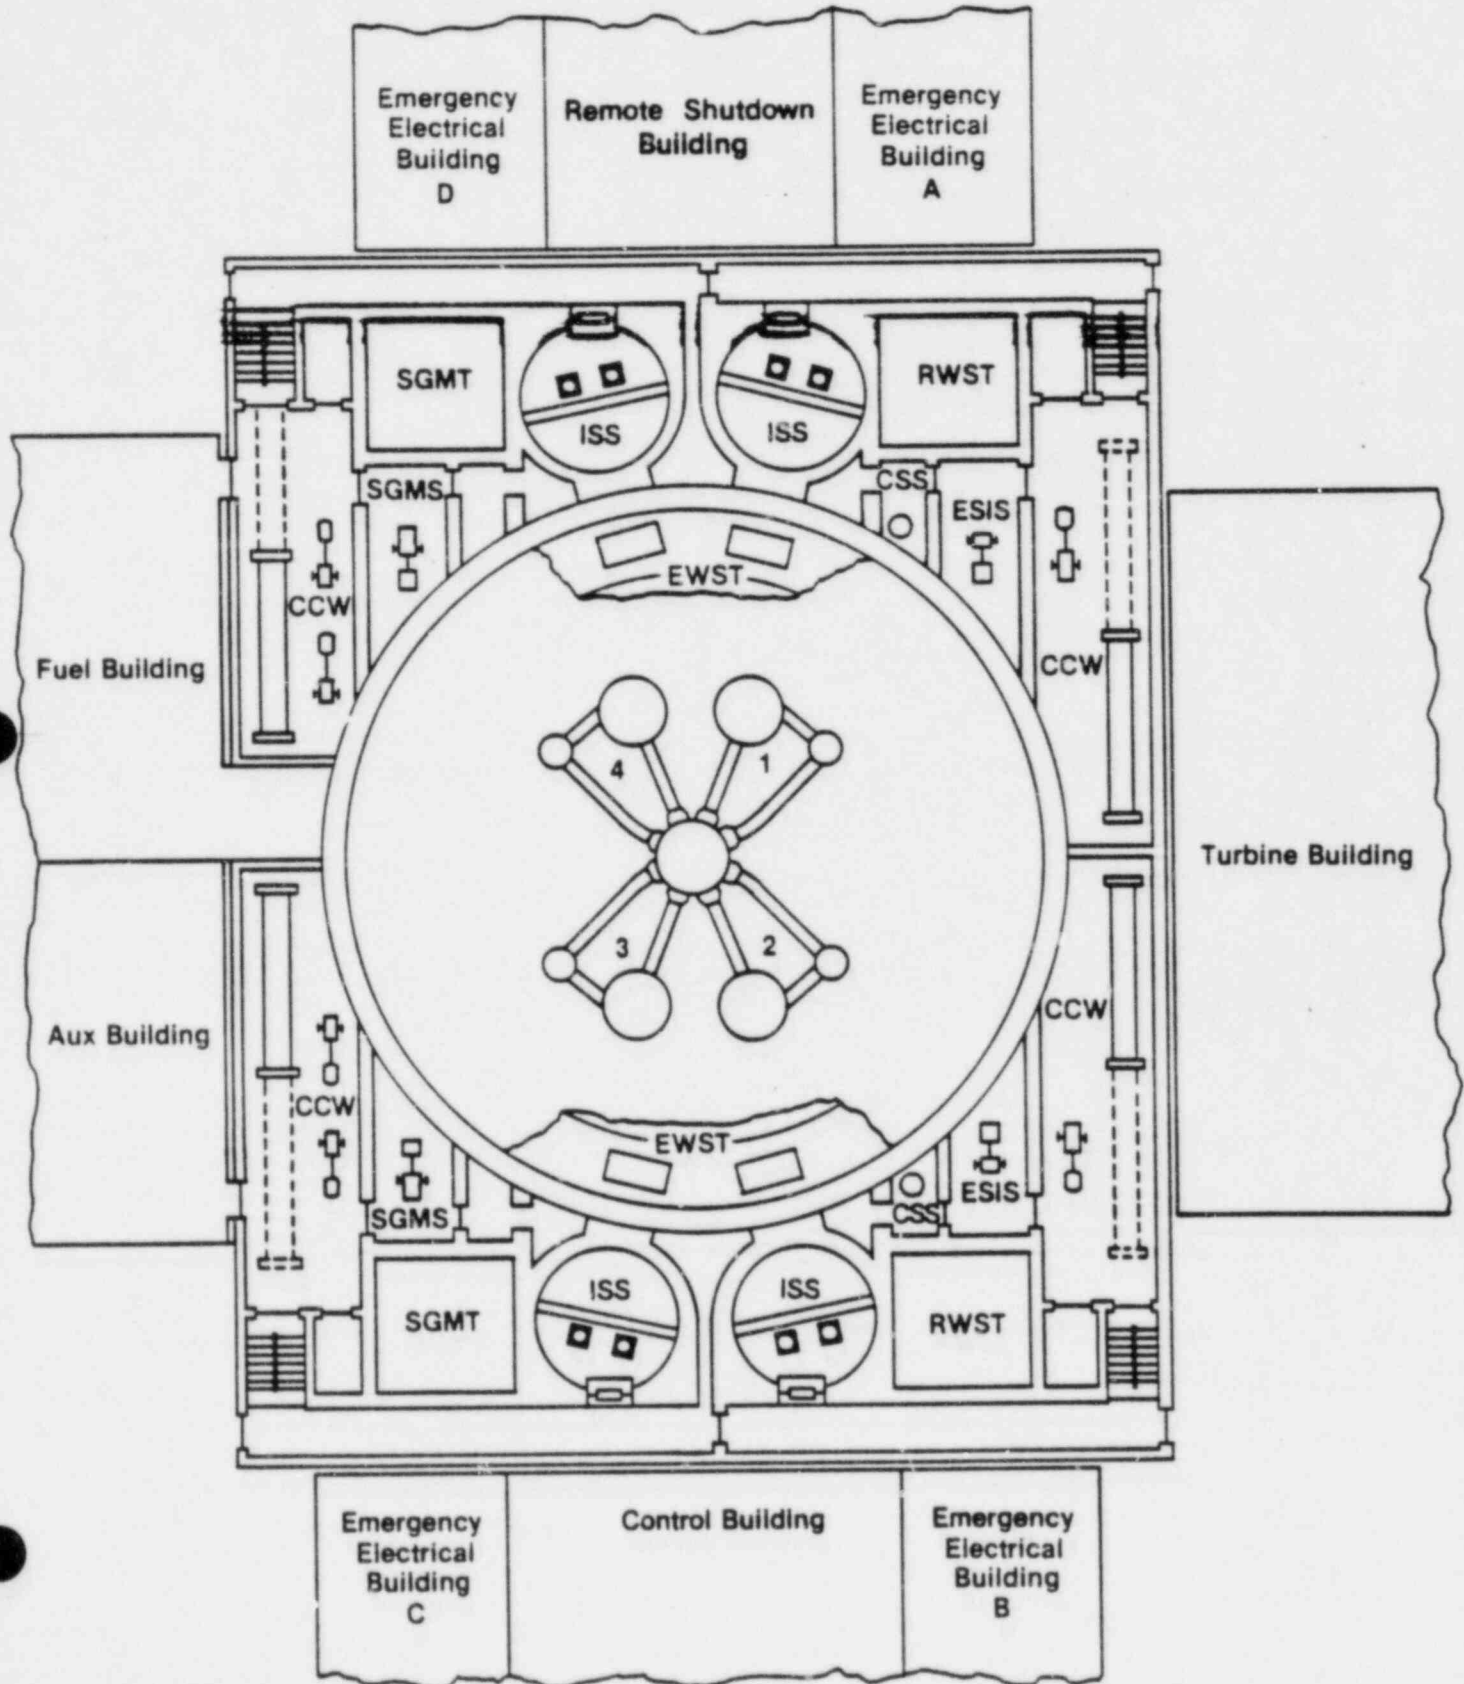 Emergency
Electrical
Building
D
Remote Shutdown
Building
Emergency
Electrical
Building
A
SGMT
ISS
ISS
RWST
SGMS
CSS
ESIS
EWST
CCW
CCW
Fuel Building
4
1
Turbine Building
3
2
Aux Building
CCW
CCW
EWST
SGMS
CSS
ESIS
SGMT
ISS
ISS
RWST
Emergency
Electrical
Building
C
Control Building
Emergency
Electrical
Building
B